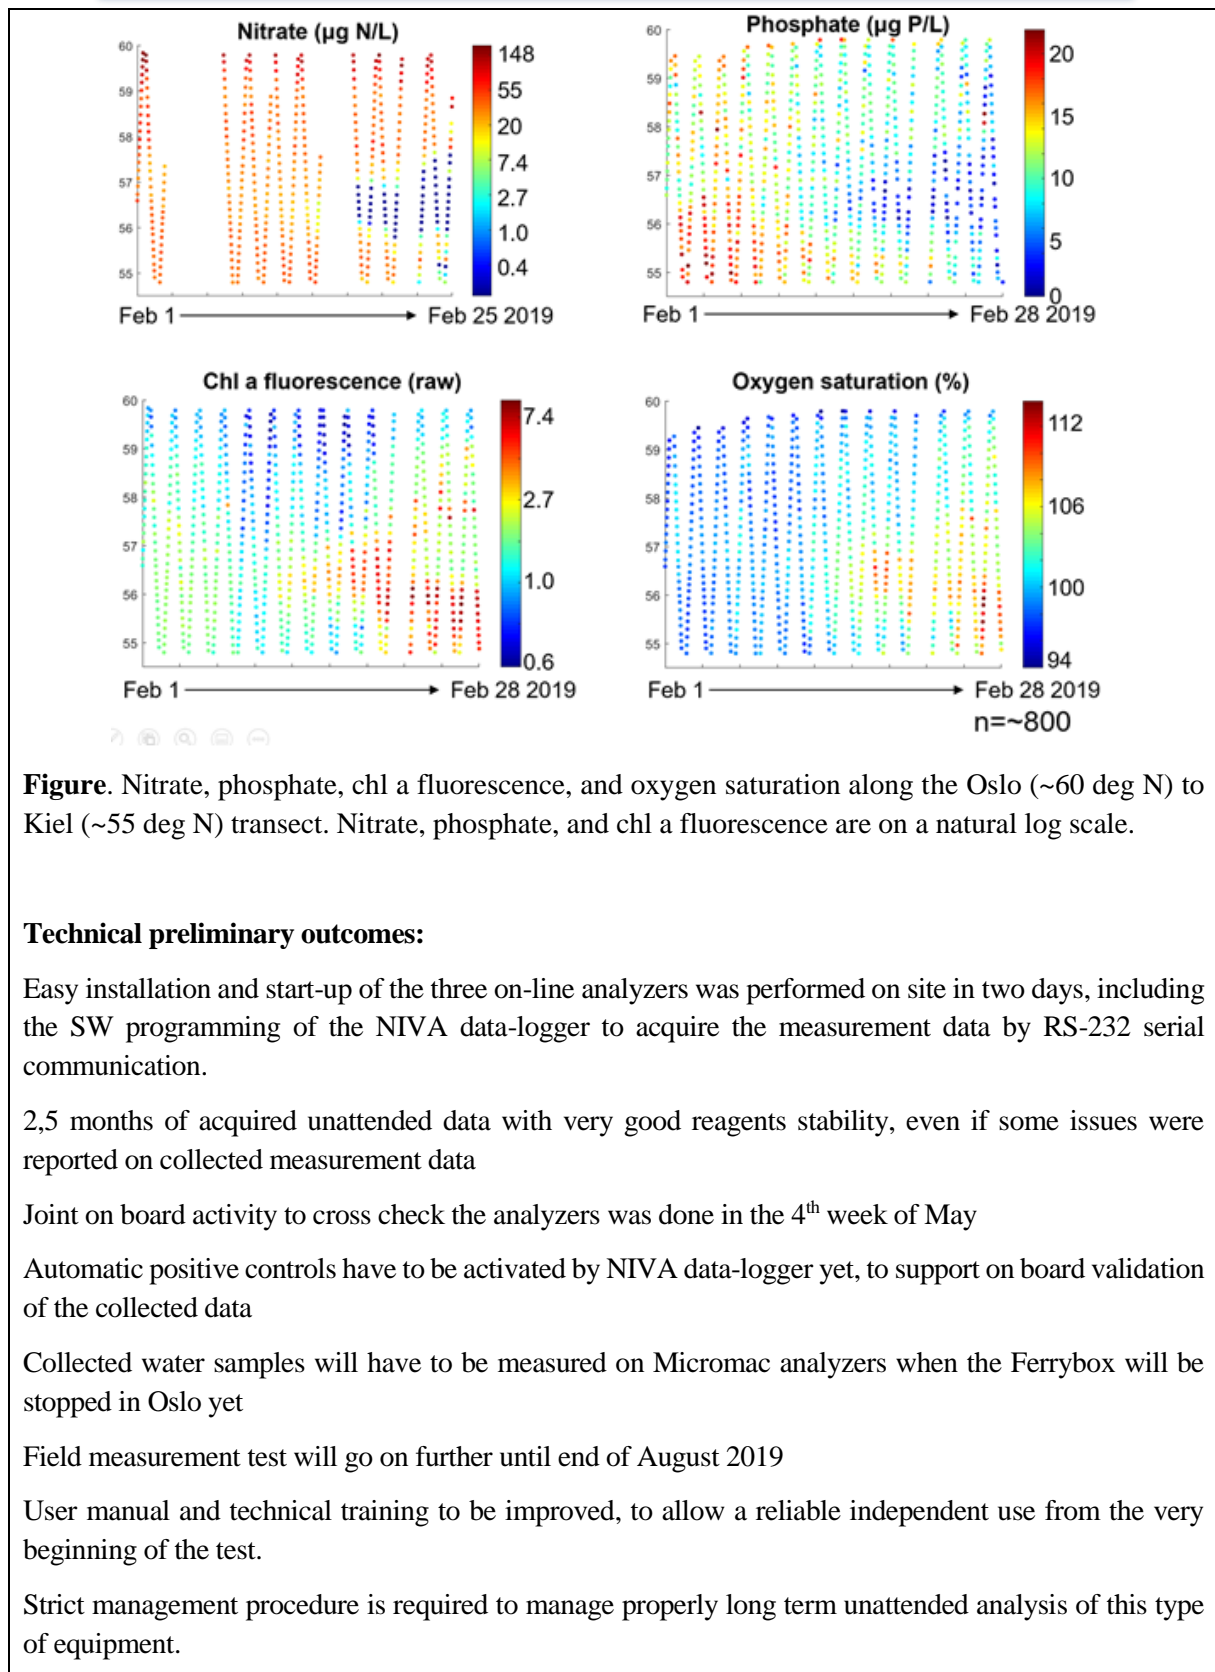 Nitrate (µg N/L)
60
59
58
57
56
55
148
55
20
7.4
2.7
1.0
0.4
Feb 1
Feb 25 2019
Phosphate (µg P/L)
60
59
58
57
56
55
20
15
10
5
0
Feb 1
Feb 28 2019
Chl a fluorescence (raw)
60
59
58
57
56
55
7.4
2.7
1.0
0.6
Feb 1
Feb 28 2019
Oxygen saturation (%)
60
59
58
57
56
55
112
106
100
94
Feb 1
Feb 28 2019
n=~800
Figure. Nitrate, phosphate, chl a fluorescence, and oxygen saturation along the Oslo (~60 deg N) to
Kiel (~55 deg N) transect. Nitrate, phosphate, and chl a fluorescence are on a natural log scale.
Technical preliminary outcomes:
Easy installation and start-up of the three on-line analyzers was performed on site in two days, including
the SW programming of the NIVA data-logger to acquire the measurement data by RS-232 serial
communication.
2,5 months of acquired unattended data with very good reagents stability, even if some issues were
reported on collected measurement data
Joint on board activity to cross check the analyzers was done in the 4th week of May
Automatic positive controls have to be activated by NIVA data-logger yet, to support on board validation
of the collected data
Collected water samples will have to be measured on Micromac analyzers when the Ferrybox will be
stopped in Oslo yet
Field measurement test will go on further until end of August 2019
User manual and technical training to be improved, to allow a reliable independent use from the very
beginning of the test.
Strict management procedure is required to manage properly long term unattended analysis of this type
of equipment.